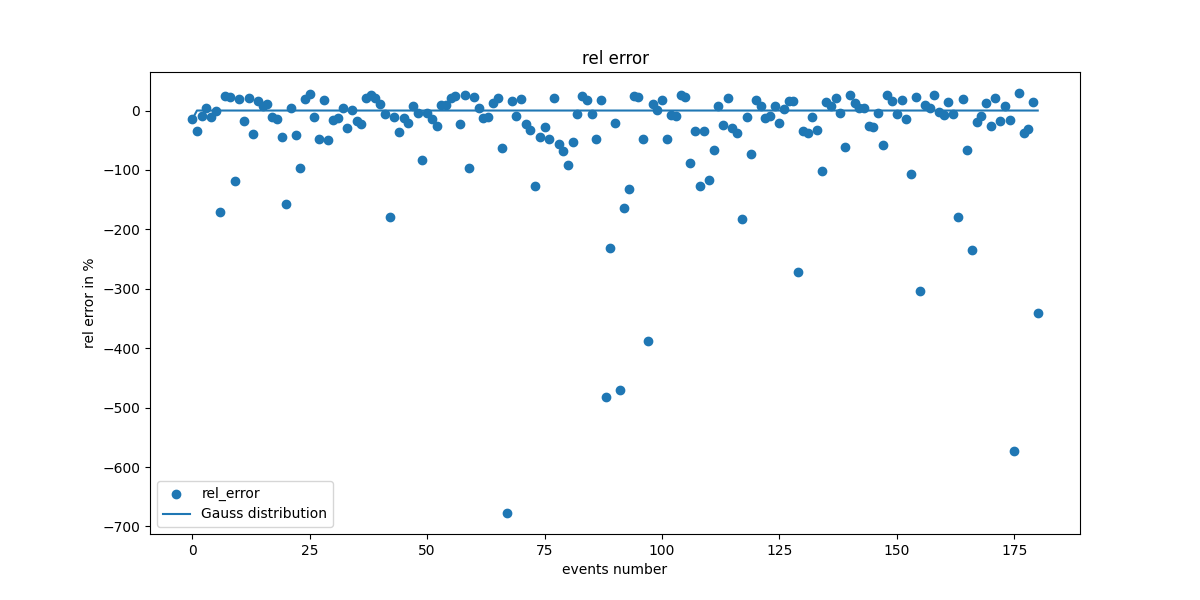 rel error
0
−100
−200
−300
−400
−500
−600
−700
rel error in %
rel_error
Gauss distribution
0 25 50 75 100 125 150 175
events number